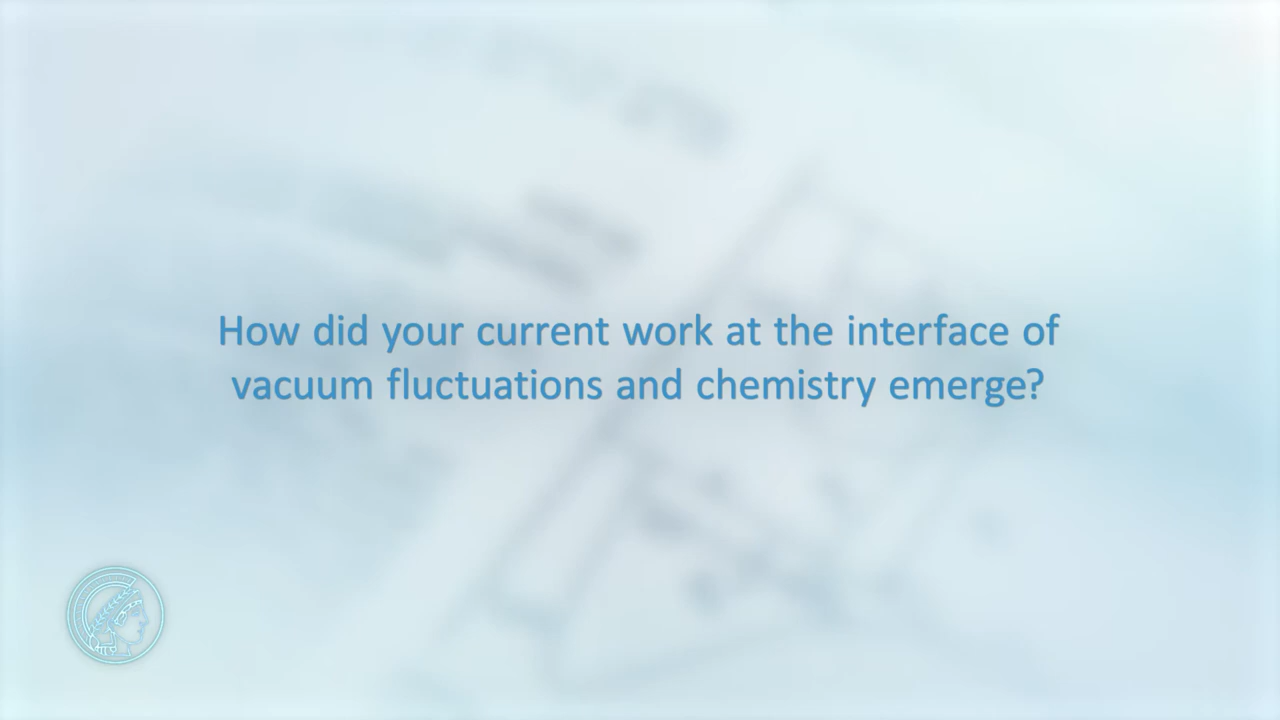 How did your current work at the interface of
vacuum fluctuations and chemistry emerge?